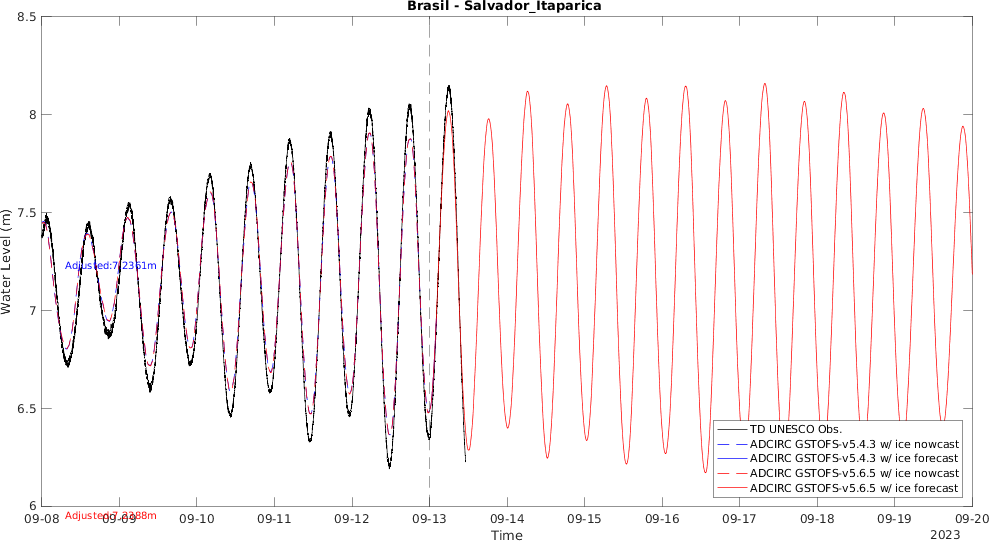 Brasil - Salvador_Itaparica
8.5
8
7.5
7
6.5
6
Water Level (m)
Adjusted:7.2361m
Adjusted:7.2288m
TD UNESCO Obs.
ADCIRC GSTOFS-v5.4.3 w/ ice nowcast
ADCIRC GSTOFS-v5.4.3 w/ ice forecast
ADCIRC GSTOFS-v5.6.5 w/ ice nowcast
ADCIRC GSTOFS-v5.6.5 w/ ice forecast
09-08 09-09 09-10 09-11 09-12 09-13 09-14 09-15 09-16 09-17 09-18 09-19 09-20
Time
2023